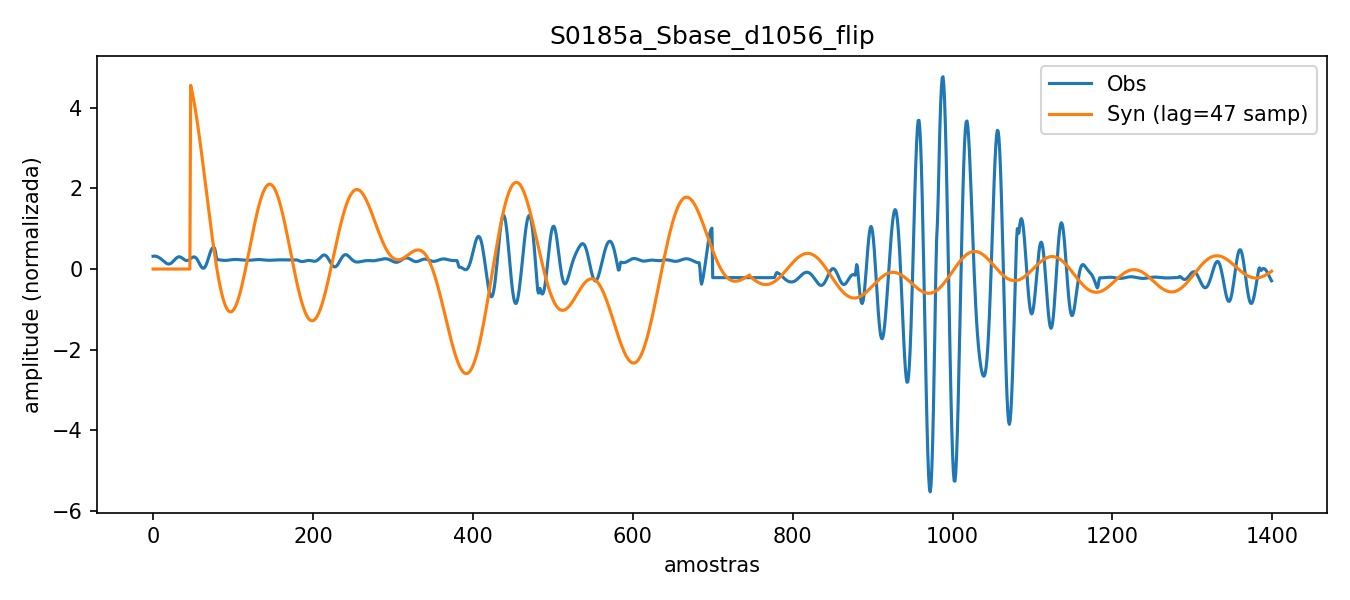 S0185a_Sbase_d1056_flip
Obs
Syn (lag=47 samp)
amplitude (normalizada)
4
2
0
−2
−4
−6
0 200 400 600 800 1000 1200 1400
amostras